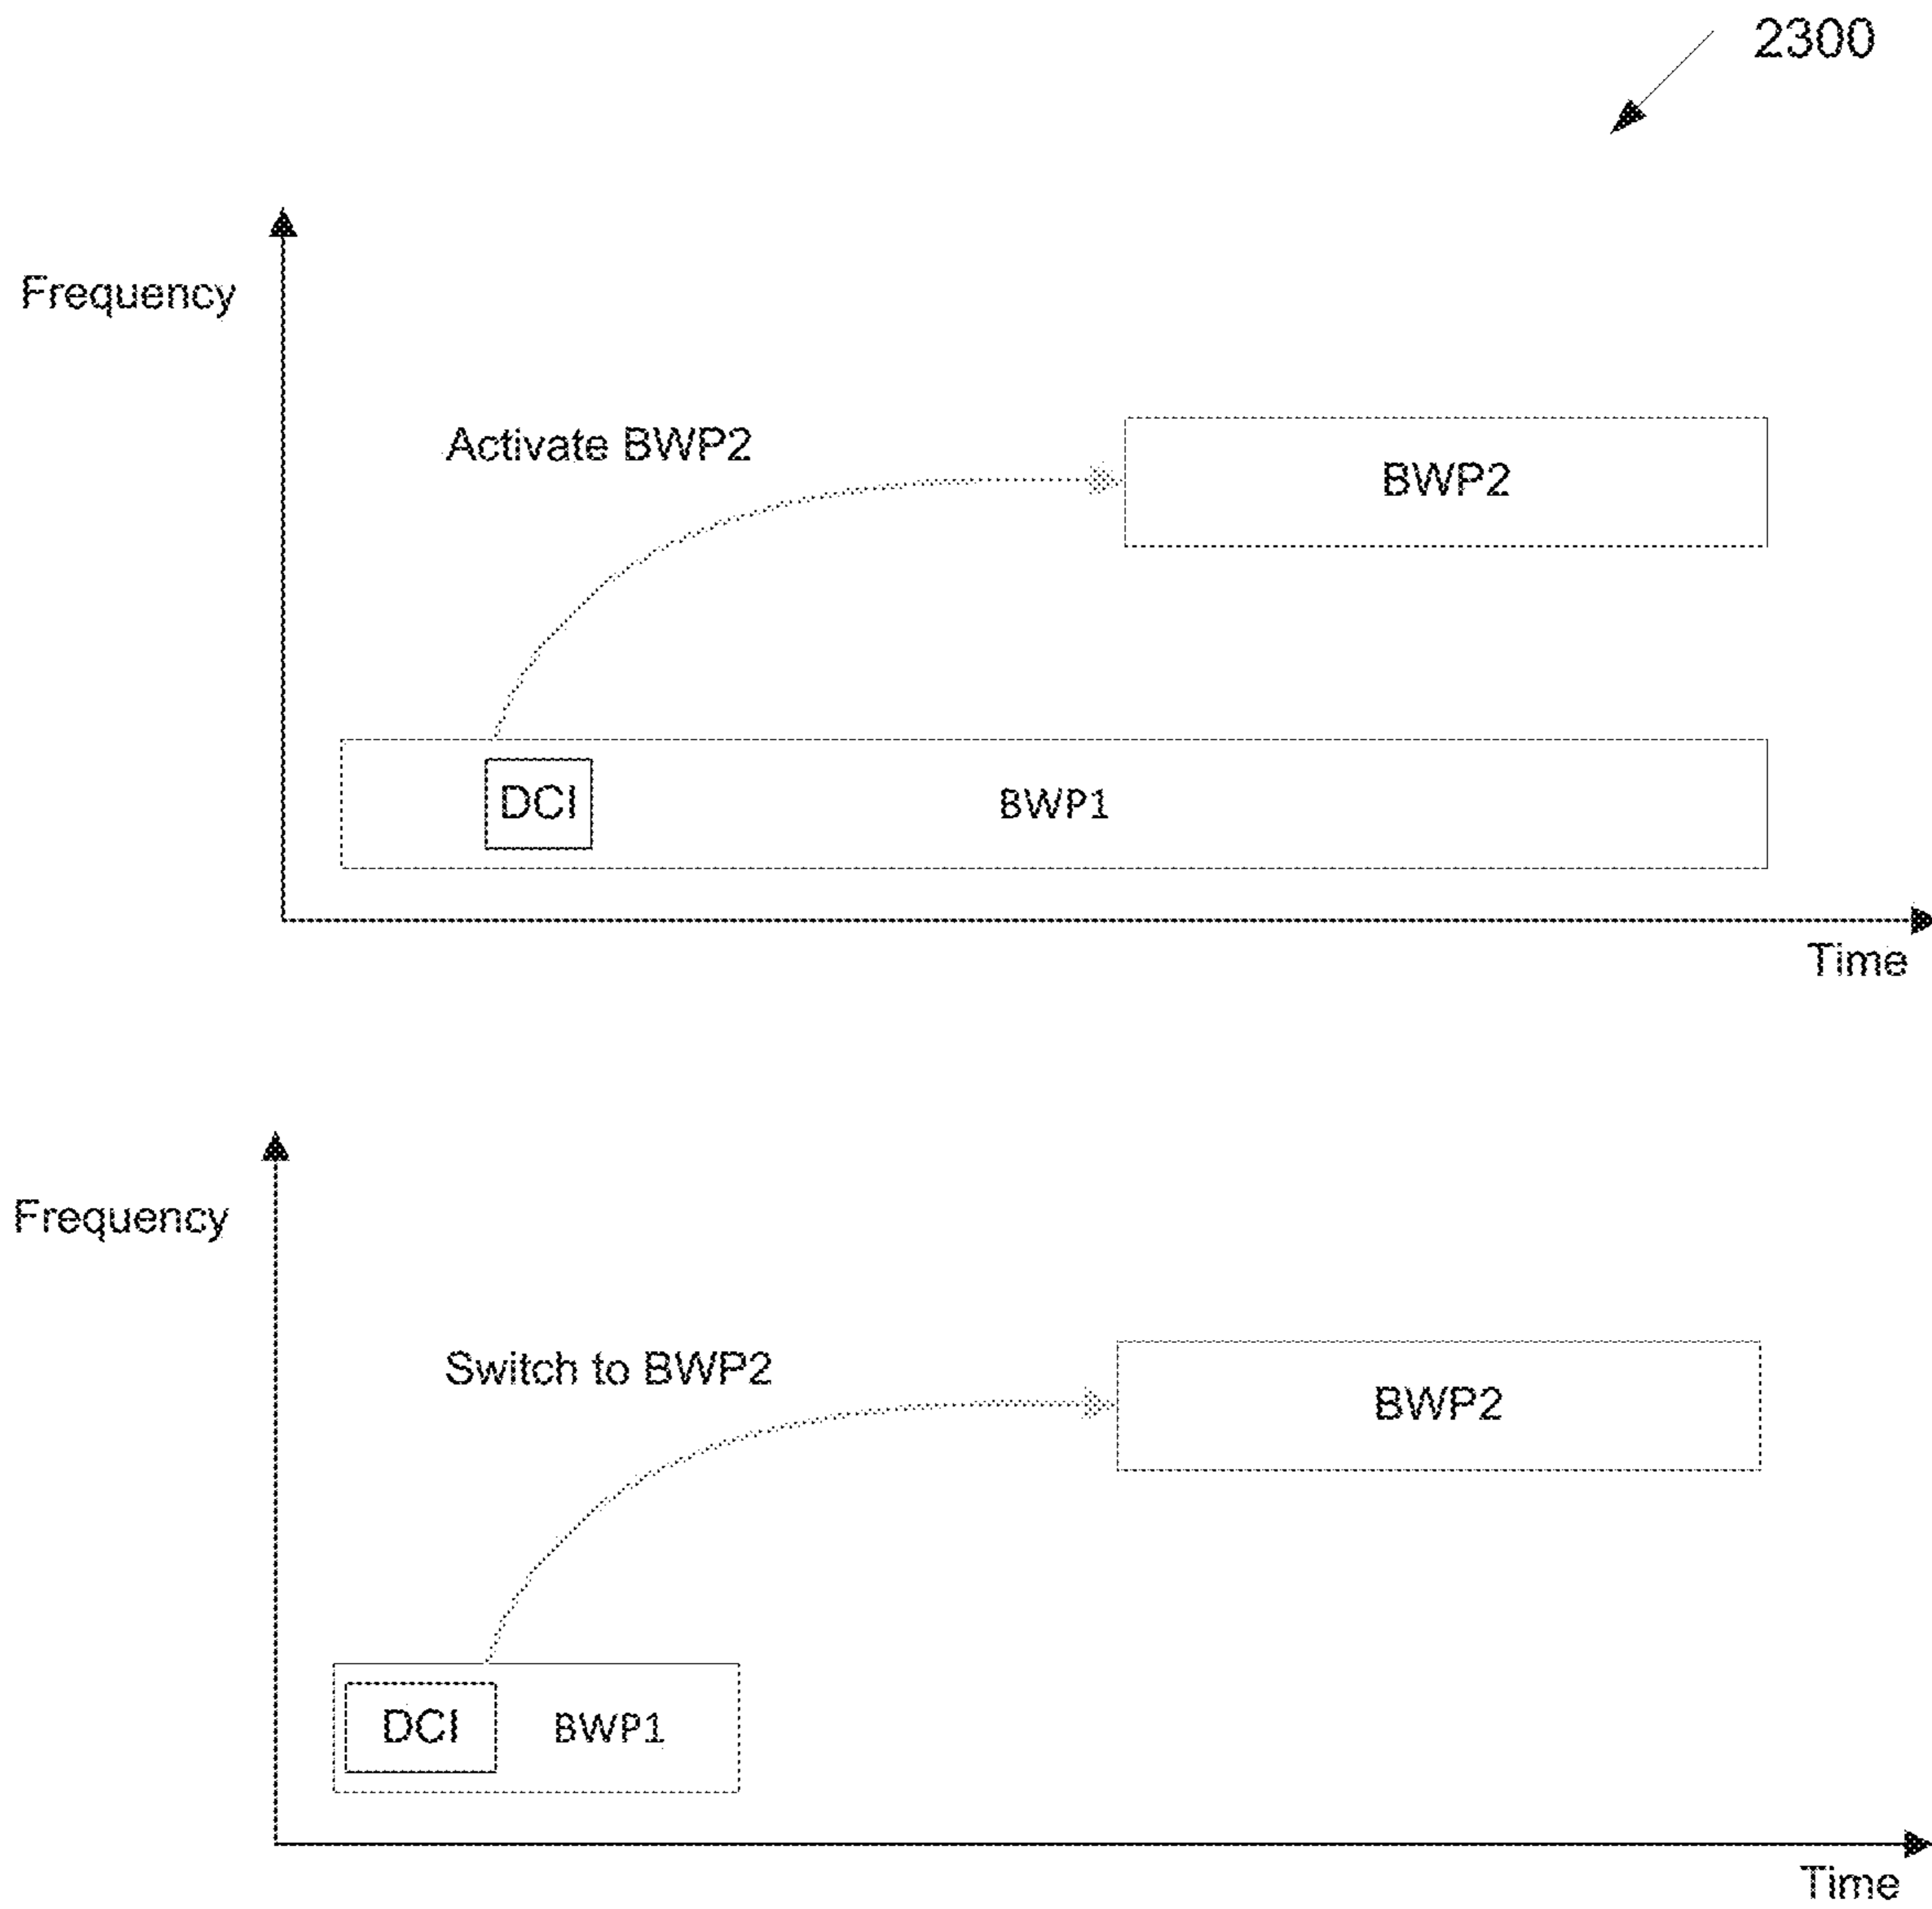 2300
Frequency
Activate BWP2
BWP2
DCI
BWP1
Time
Frequency
Switch to BWP2
BWP2
DCI
BWP1
Time